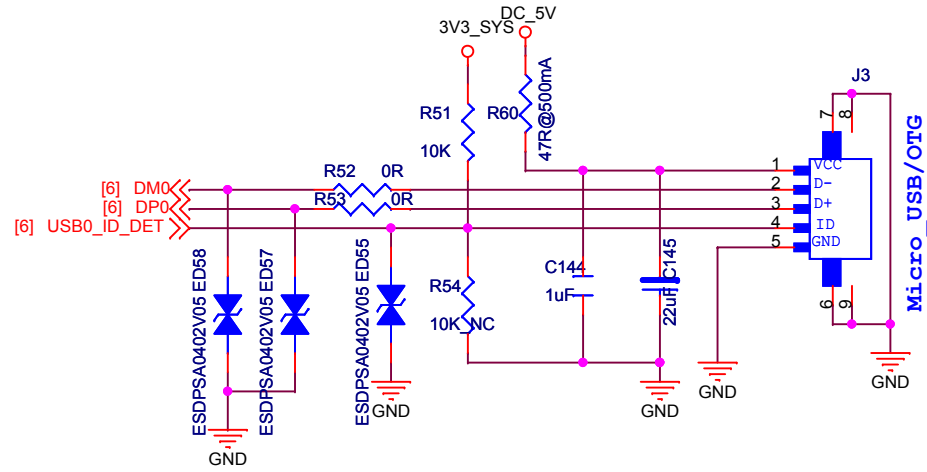 3V3_SYS
DC_5V
R51
10K
R60
47R@500mA
J3
7
8
Micro_USB/OTG
1
VCC
R52
0R
[6] DM0
2
D-
[6] DP0
R53
0R
3
D+
[6] USB0_ID_DET
4
ID
5
GND
ESDPSA0402V05 ED58
ESDPSA0402V05 ED57
ESDPSA0402V05 ED55
R54
10K_NC
C144
1uF
22uF C145
6
9
GND
GND
GND
GND
GND